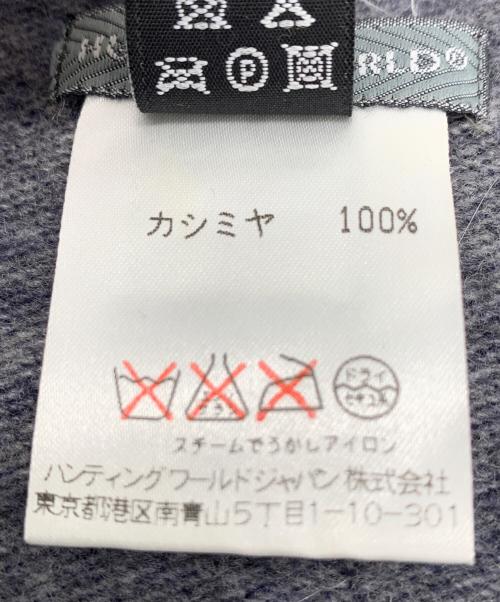 P
RLD®
カシミヤ 100%
ドライ
セキユ系
スチームでうかしアイロン
ハンティングワールドジャパン株式会社
東京都港区南青山5丁目1-10-301